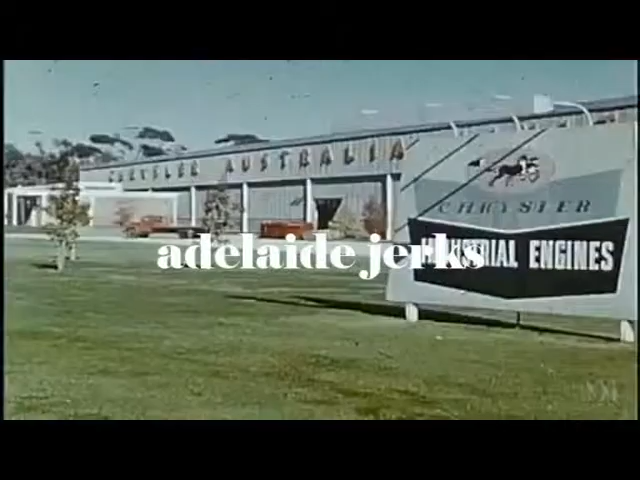 CHRYSLER AUSTRALIA
CHRYSLER
INDUSTRIAL ENGINES
adelaide jerks